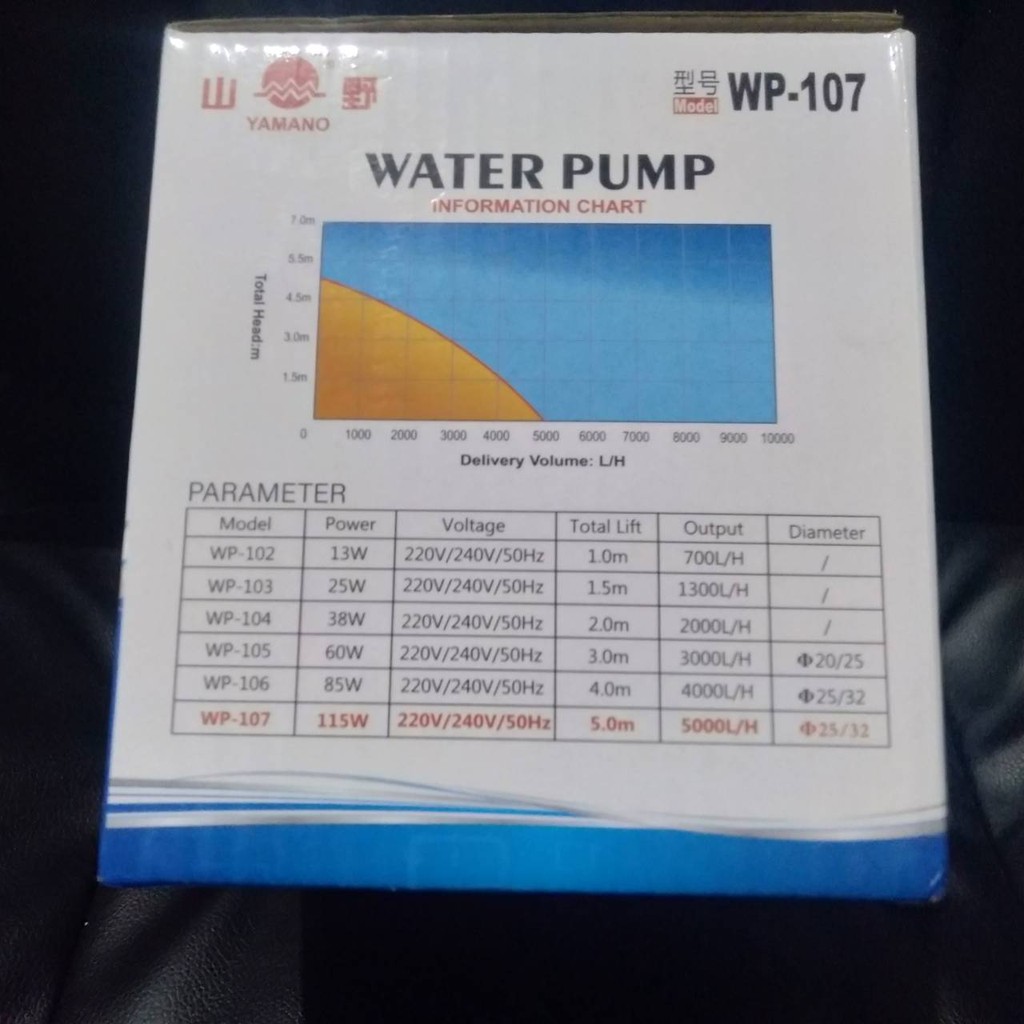 山 野
YAMANO
型号
Model WP-107
WATER PUMP
INFORMATION CHART
Total Head:m
7.0m
5.5m
4.5m
3.0m
1.5m
0 1000 2000 3000 4000 5000 6000 7000 8000 9000 10000
Delivery Volume: L/H
PARAMETER
Model Power Voltage Total Lift Output Diameter
WP-102 13W 220V/240V/50Hz 1.0m 700L/H /
WP-103 25W 220V/240V/50Hz 1.5m 1300L/H /
WP-104 38W 220V/240V/50Hz 2.0m 2000L/H /
WP-105 60W 220V/240V/50Hz 3.0m 3000L/H Φ20/25
WP-106 85W 220V/240V/50Hz 4.0m 4000L/H Φ25/32
WP-107 115W 220V/240V/50Hz 5.0m 5000L/H Φ25/32